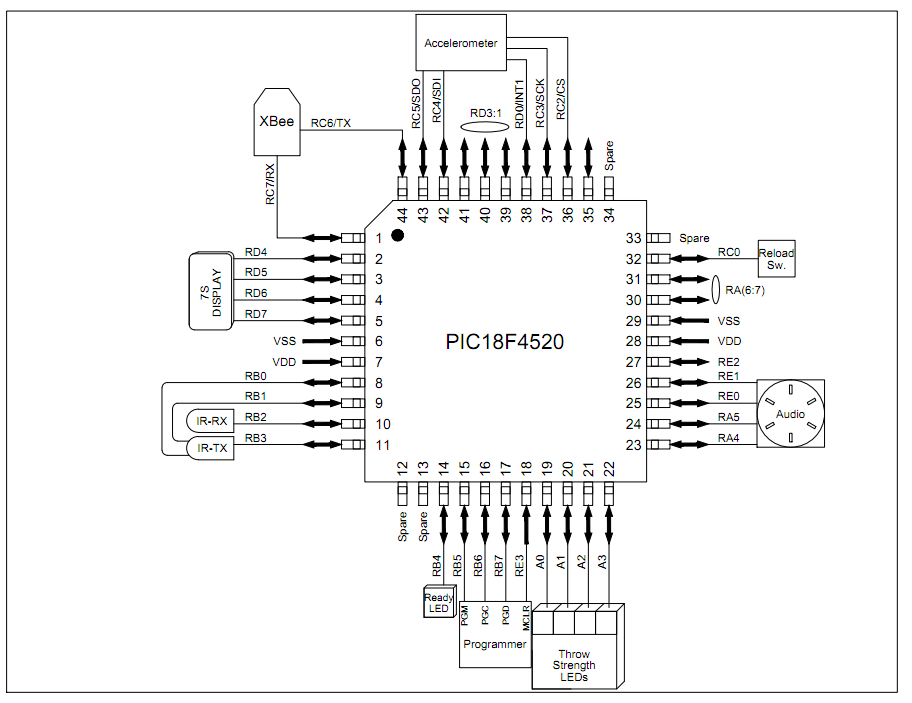 Accelerometer
XBee
RC6/TX
RC7/RX
RC5/SDO
RC4/SDI
RD3:1
RD0/INT1
RC3/SCK
RC2/CS
Spare
44
43
42
41
40
39
38
37
36
35
34
1
2
3
4
5
6
7
8
9
10
11
7S
DISPLAY
RD4
RD5
RD6
RD7
VSS
VDD
RB0
RB1
RB2
RB3
IR-RX
IR-TX
PIC18F4520
33
32
31
30
29
28
27
26
25
24
23
Spare
RC0
Reload
Sw.
RA(6:7)
VSS
VDD
RE2
RE1
RE0
RA5
RA4
Audio
12
13
14
15
16
17
18
19
20
21
22
Spare
Spare
RB4
RB5
RB6
RB7
RE3
A0
A1
A2
A3
Ready
LED
PGM
PGC
PGD
MCLR
Programmer
Throw
Strength
LEDs